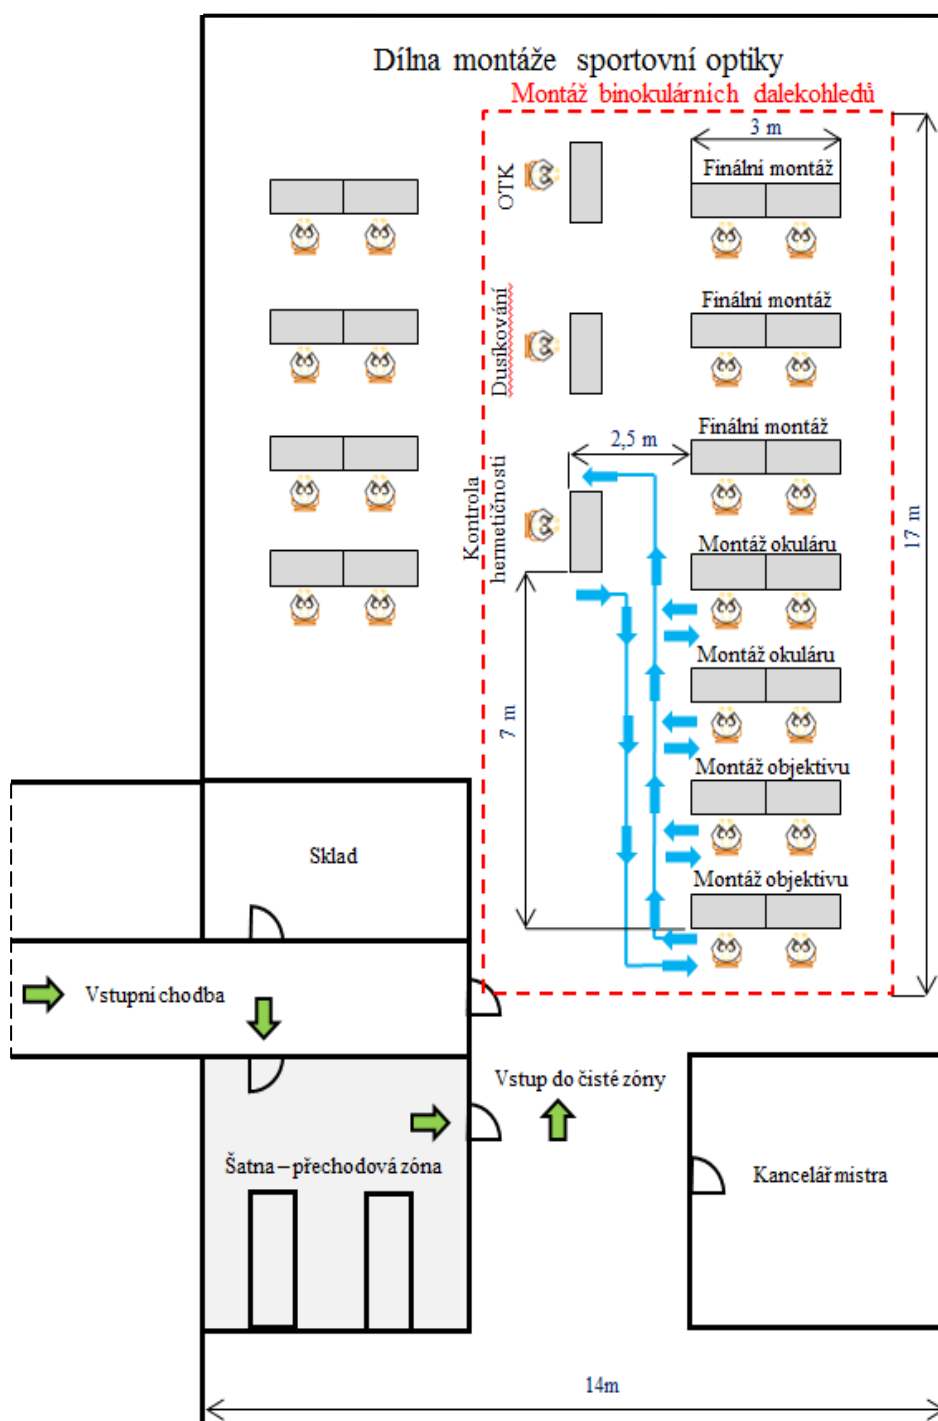 Dílna montáže sportovní optiky
Montáž binokulárních dalekohledů
3 m
Finální montáž
OTK
Finální montáž
Dusíkování
Finální montáž
2,5 m
Kontrola
hermetičnosti
17 m
Montáž okuláru
Montáž okuláru
7 m
Montáž objektivu
Sklad
Montáž objektivu
Vstupní chodba
Vstup do čisté zóny
Šatna – přechodová zóna
Kancelář mistra
14m